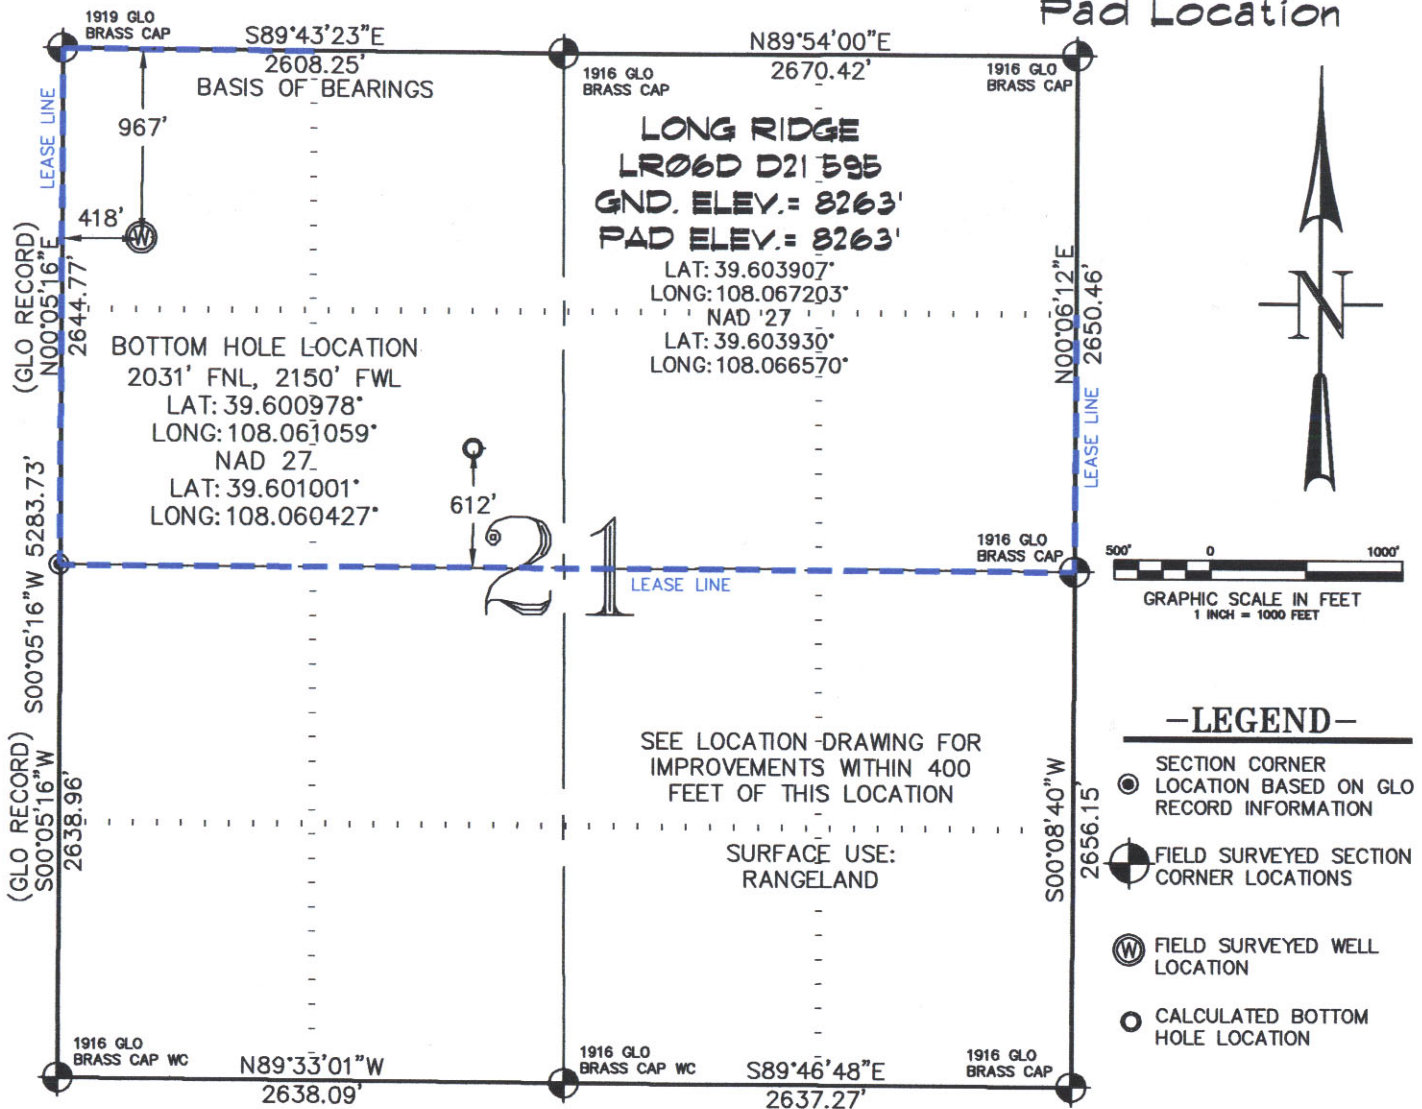 Pad Location
1919 GLO
BRASS CAP
S89°43'23"E
2608.25'
BASIS OF BEARINGS
N89°54'00"E
2670.42'
1916 GLO
BRASS CAP
1916 GLO
BRASS CAP
LEASE LINE
967'
418'
W
LONG RIDGE
LR06D D21 595
GND. ELEV.= 8263'
PAD ELEV.= 8263'
LAT: 39.603907°
LONG: 108.067203°
NAD '27
LAT: 39.603930°
LONG: 108.066570°
(GLO RECORD)
N00°05'16"E
2644.77'
N00°06'12"E
2650.46'
N
BOTTOM HOLE LOCATION
2031' FNL, 2150' FWL
LAT: 39.600978°
LONG: 108.061059°
NAD 27
LAT: 39.601001°
LONG: 108.060427°
612'
LEASE LINE
21
1916 GLO
BRASS CAP
LEASE LINE
S00°05'16"W 5283.73'
500' 0 1000'
GRAPHIC SCALE IN FEET
1 INCH = 1000 FEET
(GLO RECORD)
S00°05'16"W
2638.96'
SEE LOCATION DRAWING FOR
IMPROVEMENTS WITHIN 400
FEET OF THIS LOCATION
SURFACE USE:
RANGELAND
S00°08'40"W
2656.15'
-LEGEND-
SECTION CORNER
LOCATION BASED ON GLO
RECORD INFORMATION
FIELD SURVEYED SECTION
CORNER LOCATIONS
W
FIELD SURVEYED WELL
LOCATION
CALCULATED BOTTOM
HOLE LOCATION
1916 GLO
BRASS CAP WC
N89°33'01"W
2638.09'
1916 GLO
BRASS CAP WC
S89°46'48"E
2637.27'
1916 GLO
BRASS CAP